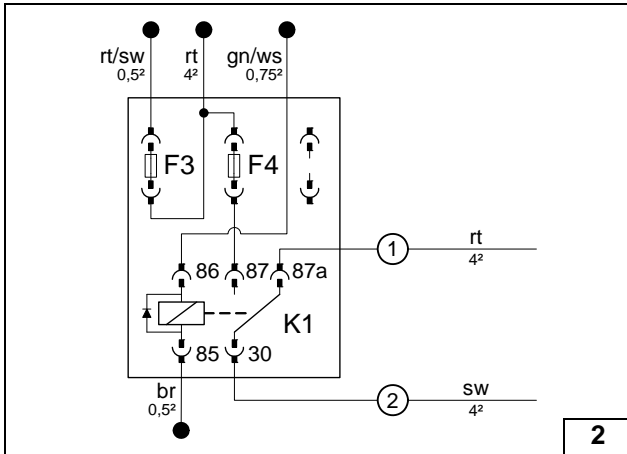 rt/sw rt gn/ws
0,5² 4² 0,75²
F3 F4
1 rt
4²
86 87 87a
K1
85 30
br
0,5²
2 sw
4²
2